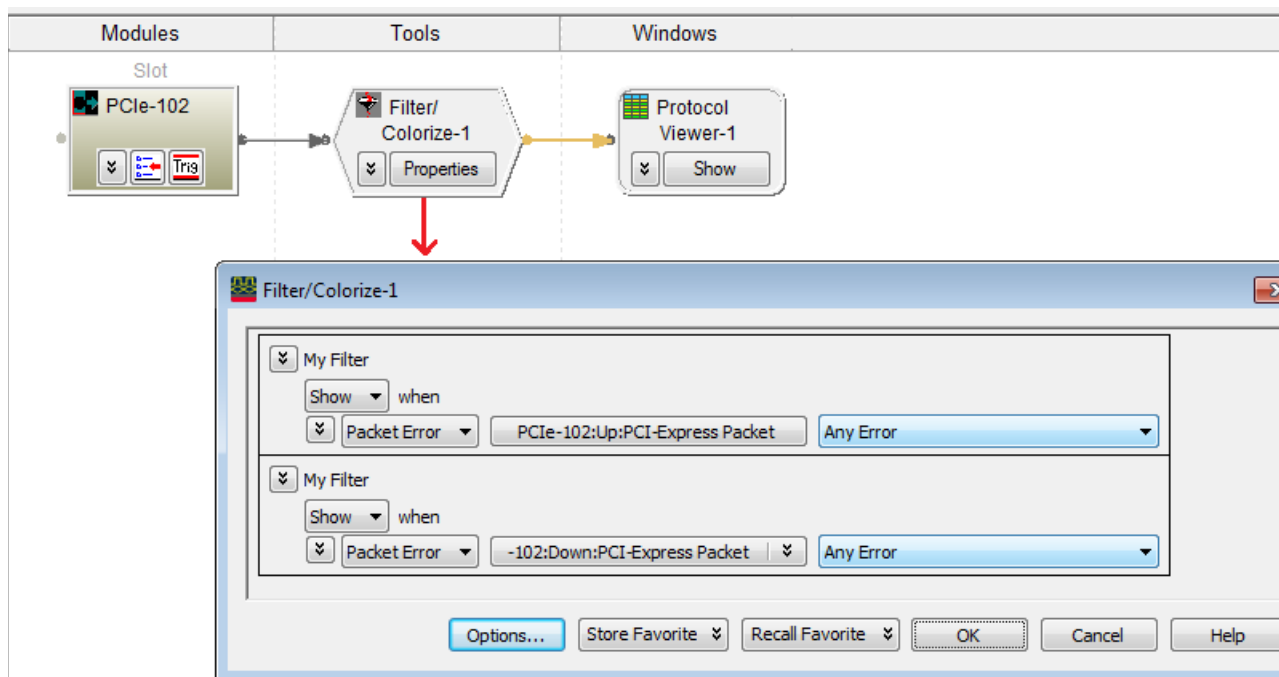 Modules Tools Windows
Slot
PCIe-102
Trig
Filter/
Colorize-1
Properties
Protocol
Viewer-1
Show
Filter/Colorize-1
My Filter
Show when
Packet Error PCIe-102:Up:PCI-Express Packet Any Error
My Filter
Show when
Packet Error -102:Down:PCI-Express Packet Any Error
Options... Store Favorite Recall Favorite OK Cancel Help